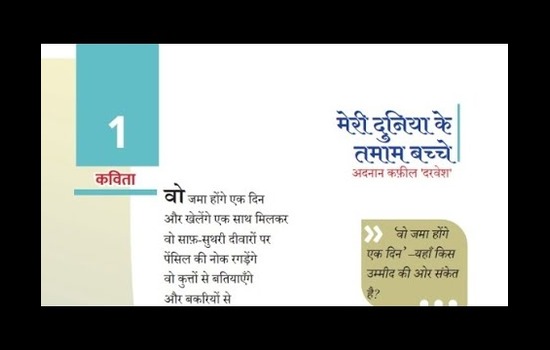 1
कविता
मेरी दुनिया के
तमाम बच्चे
अदनान कफ़ील 'दरवेश'
वो जमा होंगे एक दिन
और खेलेंगे एक साथ मिलकर
वो साफ़-सुथरी दीवारों पर
पेंसिल की नोक रगड़ेंगे
वो कुत्तों से बतियाएँगे
और बकरियों से
'वो जमा होंगे
एक दिन' –यहाँ किस
उम्मीद की ओर संकेत
है?